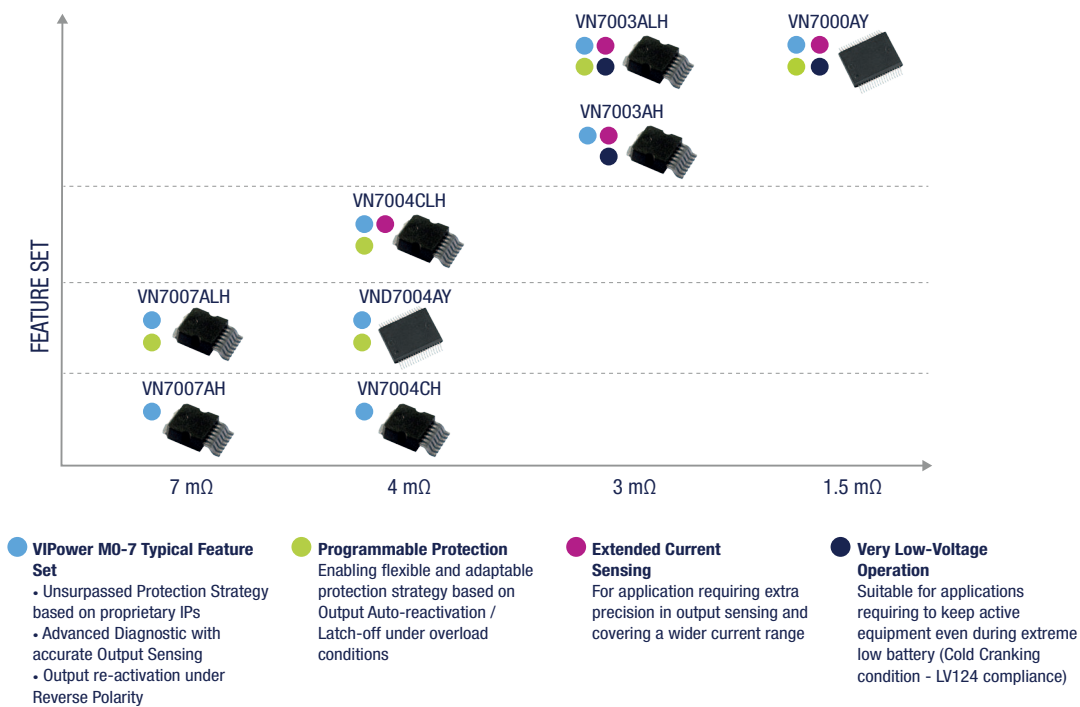 VN7003ALH
VN7000AY
VN7003AH
VN7004CLH
VN7007ALH
VND7004AY
VN7007AH
VN7004CH
FEATURE SET
7 mΩ
4 mΩ
3 mΩ
1.5 mΩ
VIPower M0-7 Typical Feature
Set
• Unsurpassed Protection Strategy
based on proprietary IPs
• Advanced Diagnostic with
accurate Output Sensing
• Output re-activation under
Reverse Polarity
Programmable Protection
Enabling flexible and adaptable
protection strategy based on
Output Auto-reactivation /
Latch-off under overload
conditions
Extended Current
Sensing
For application requiring extra
precision in output sensing and
covering a wider current range
Very Low-Voltage
Operation
Suitable for applications
requiring to keep active
equipment even during extreme
low battery (Cold Cranking
condition - LV124 compliance)